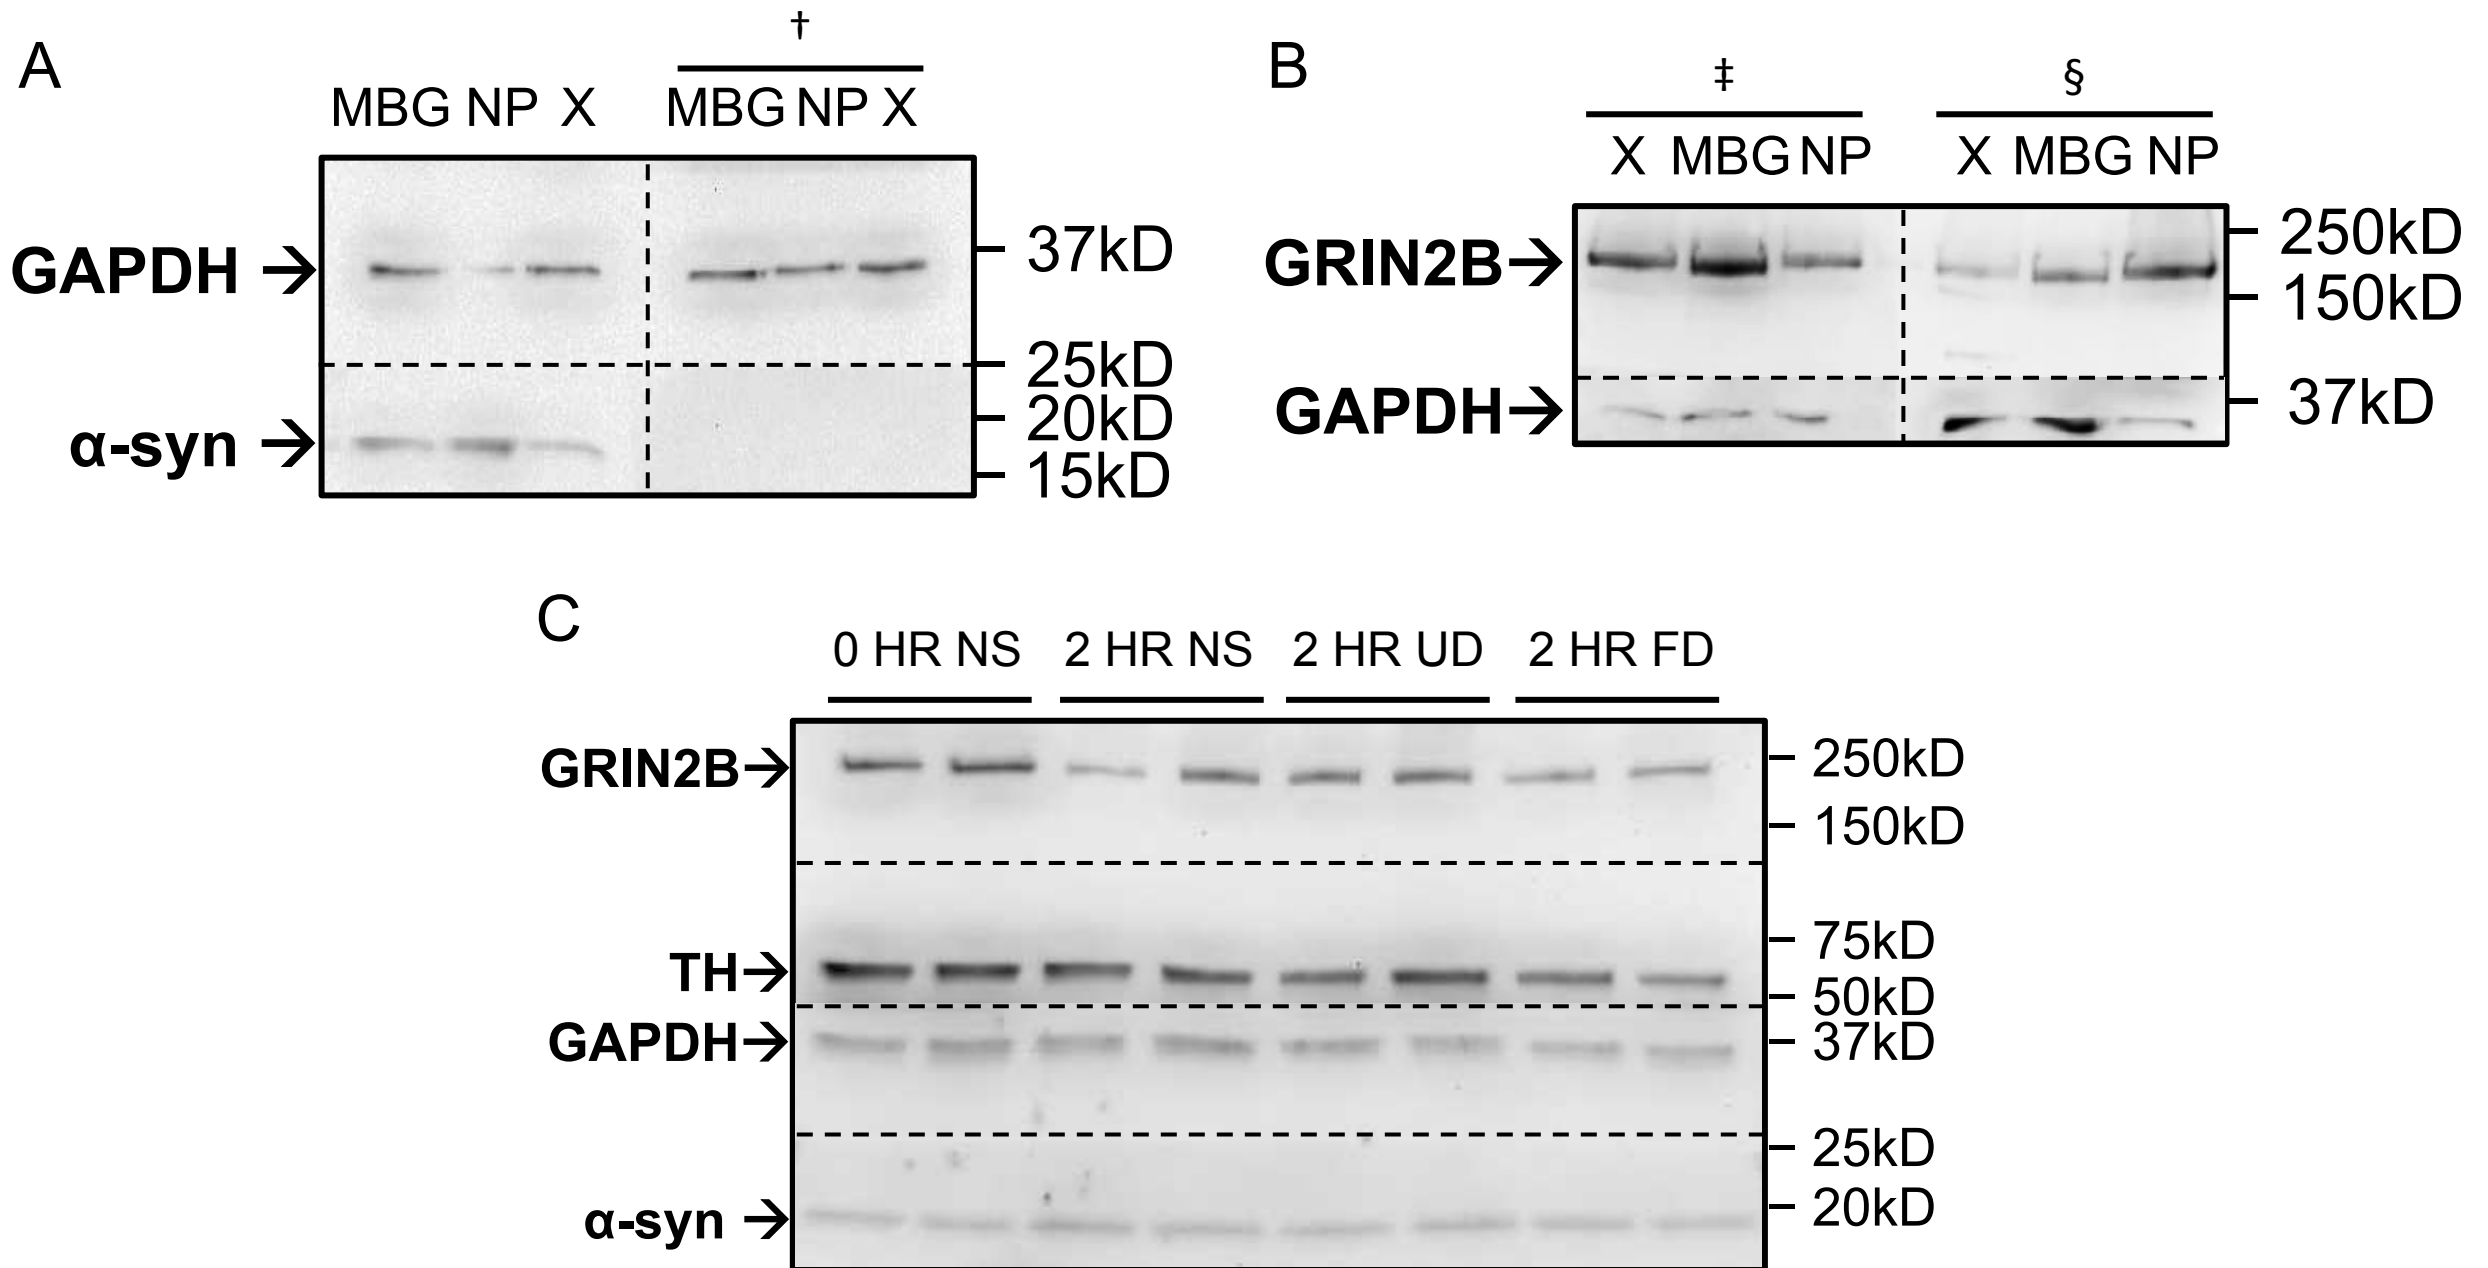 A
†
MBG NP X MBG NP X
GAPDH →
α-syn →
37kD
25kD
20kD
15kD
B
‡ §
X MBG NP X MBG NP
GRIN2B→
GAPDH→
250kD
150kD
37kD
C
0 HR NS 2 HR NS 2 HR UD 2 HR FD
GRIN2B→
TH→
GAPDH→
α-syn →
250kD
150kD
75kD
50kD
37kD
25kD
20kD